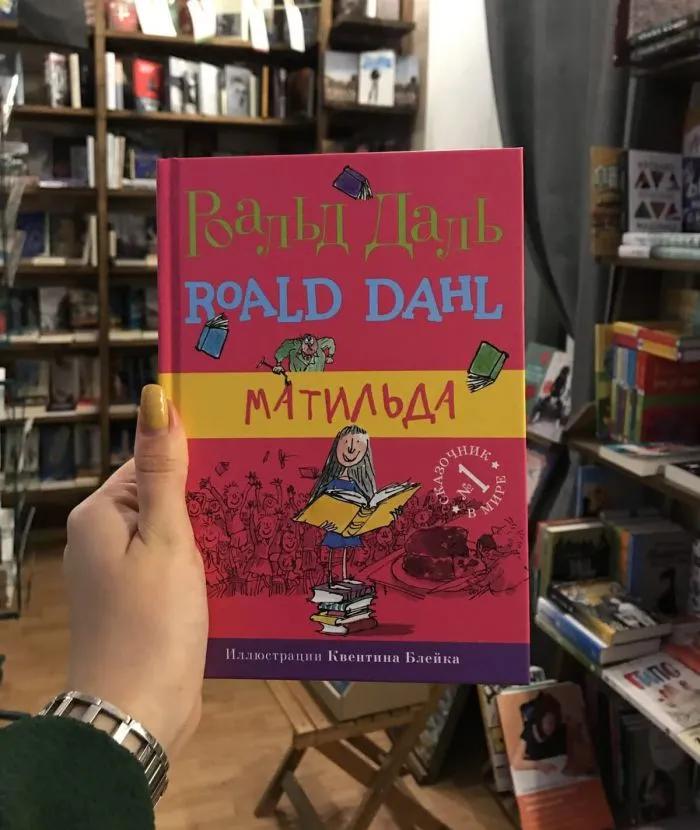 Роальд Даль
ROALD DAHL
МАТИЛЬДА
СКАЗОЧНИК
№1
В МИРЕ
Иллюстрации Квентина Блейка